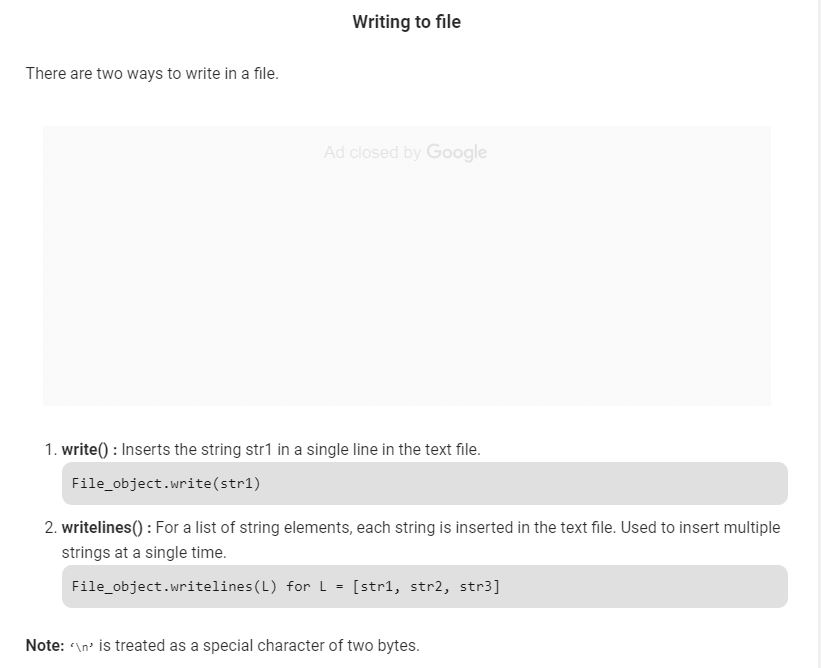 Writing to file
There are two ways to write in a file.
Ad closed by Google
1. write() : Inserts the string str1 in a single line in the text file.
File_object.write(str1)
2. writelines() : For a list of string elements, each string is inserted in the text file. Used to insert multiple
strings at a single time.
File_object.writelines(L) for L = [str1, str2, str3]
Note: ‘\n’ is treated as a special character of two bytes.